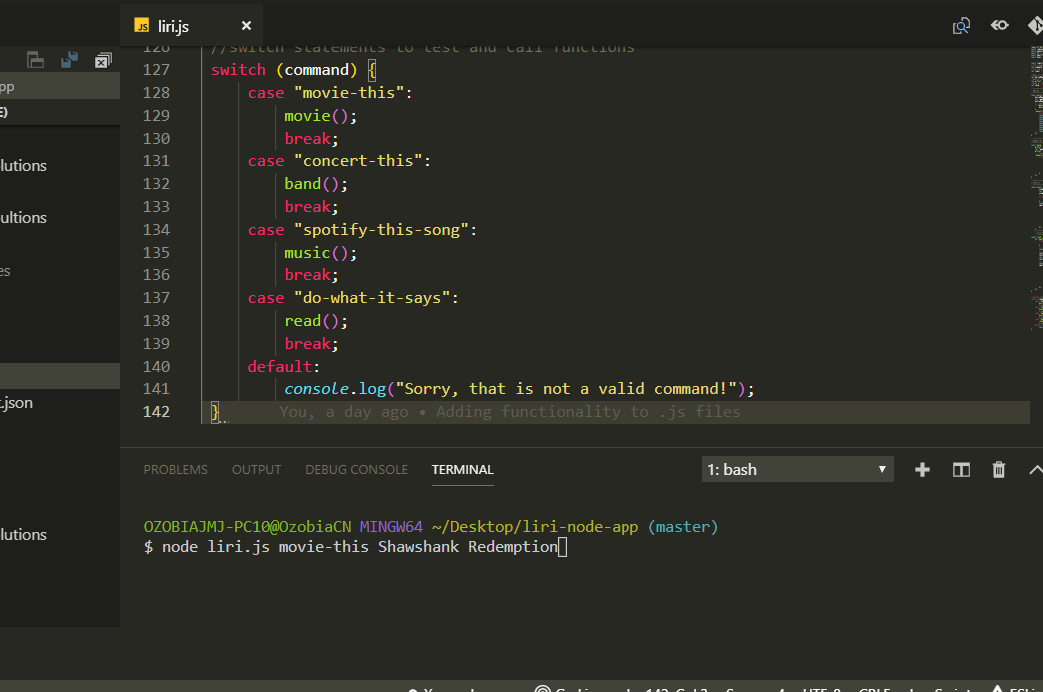 JS liri.js ×
pp
E)
lutions
ultions
es
.json
lutions
126 //switch statements to test and call functions
127 switch (command) {
128 case "movie-this":
129 movie();
130 break;
131 case "concert-this":
132 band();
133 break;
134 case "spotify-this-song":
135 music();
136 break;
137 case "do-what-it-says":
138 read();
139 break;
140 default:
141 console.log("Sorry, that is not a valid command!");
142 } You, a day ago • Adding functionality to .js files
PROBLEMS OUTPUT DEBUG CONSOLE TERMINAL 1: bash
OZOBIAJMJ-PC10@OzobiaCN MINGW64 ~/Desktop/liri-node-app (master)
$ node liri.js movie-this Shawshank Redemption